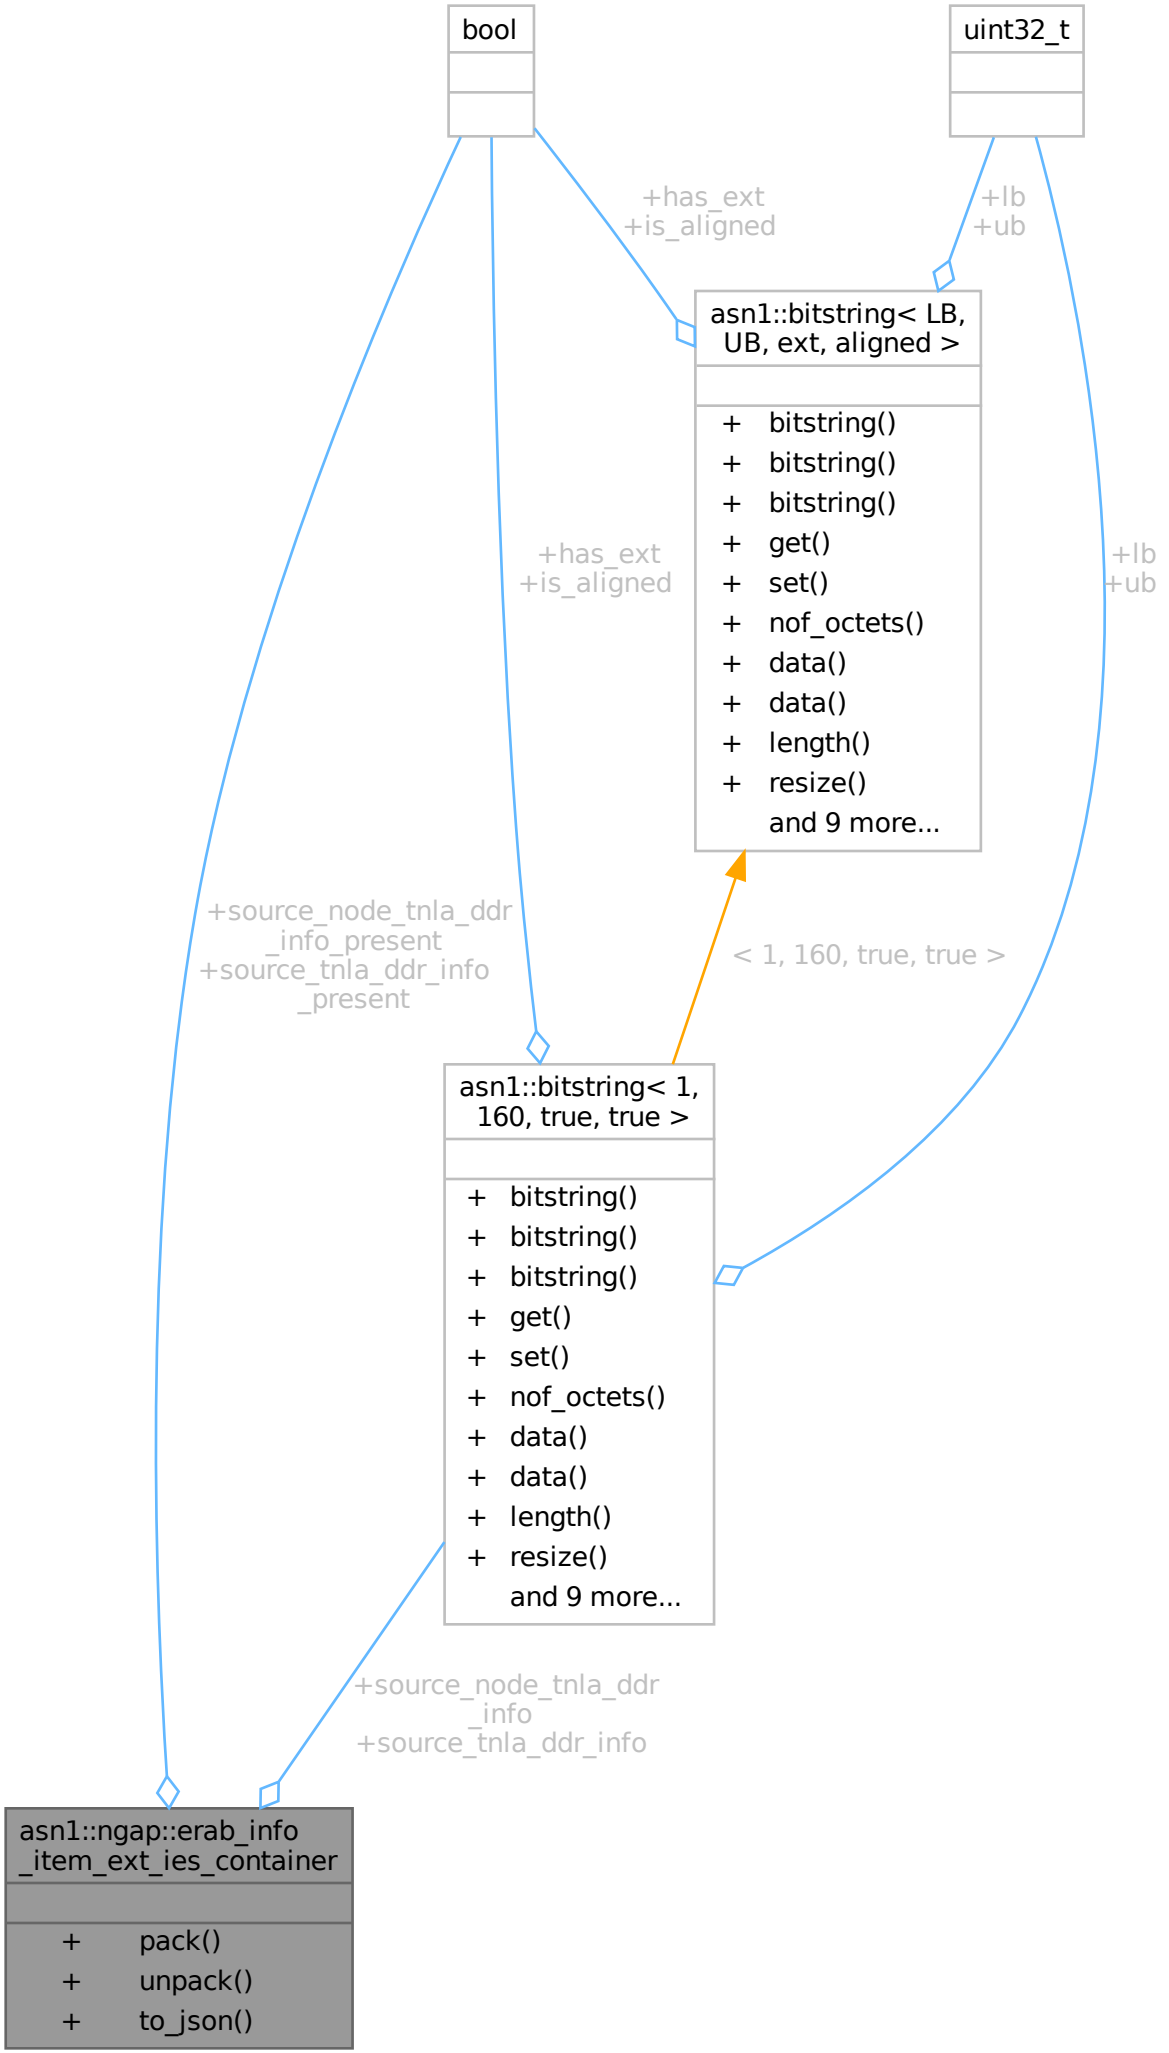 bool
uint32_t
+has_ext
+is_aligned
+lb
+ub
asn1::bitstring< LB,
UB, ext, aligned >
+ bitstring()
+ bitstring()
+ bitstring()
+ get()
+ set()
+ nof_octets()
+ data()
+ data()
+ length()
+ resize()
and 9 more...
+has_ext
+is_aligned
+lb
+ub
+source_node_tnla_ddr
_info_present
+source_tnla_ddr_info
_present
< 1, 160, true, true >
asn1::bitstring< 1,
160, true, true >
+ bitstring()
+ bitstring()
+ bitstring()
+ get()
+ set()
+ nof_octets()
+ data()
+ data()
+ length()
+ resize()
and 9 more...
+source_node_tnla_ddr
_info
+source_tnla_ddr_info
asn1::ngap::erab_info
_item_ext_ies_container
+ pack()
+ unpack()
+ to_json()